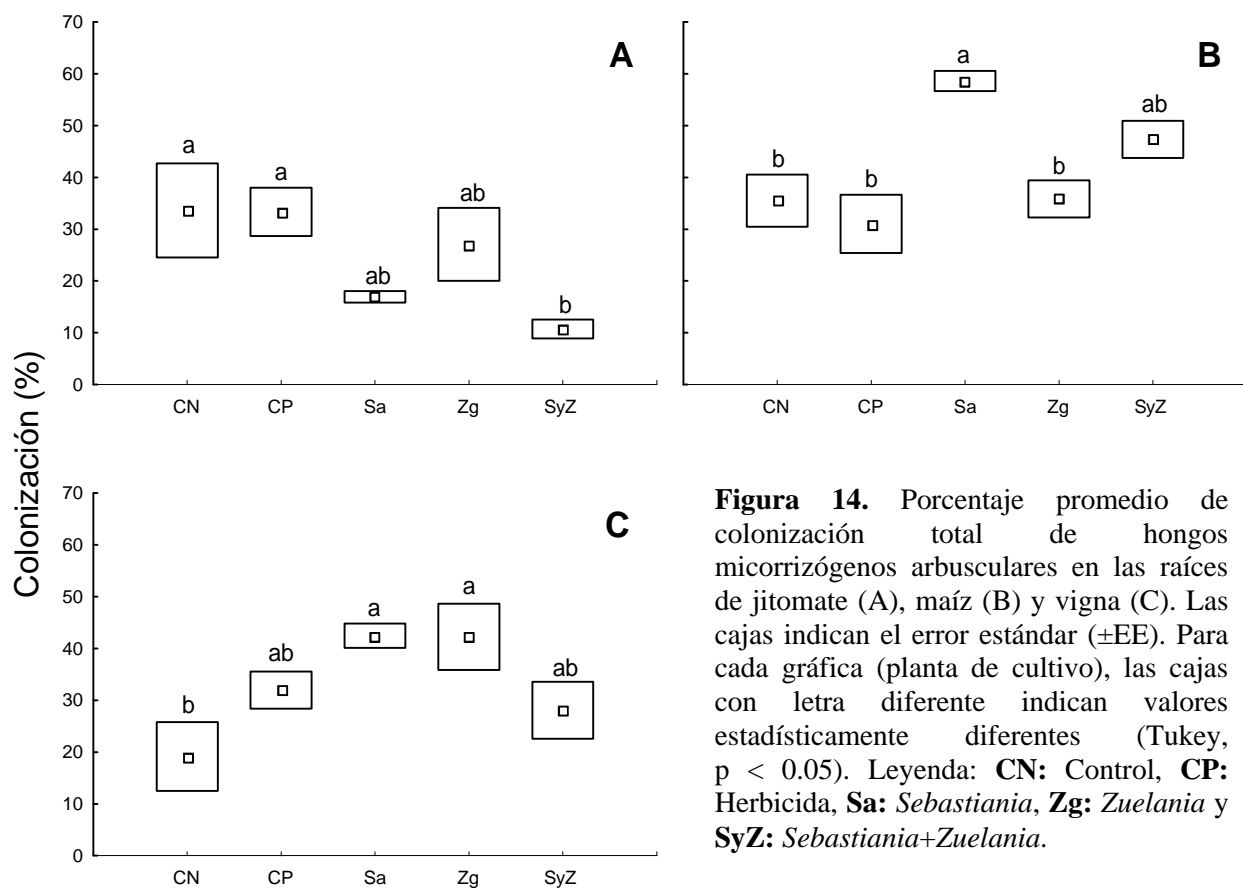 70
60
50
40
30
20
10
0
A
a
a
ab
ab
b
CN CP Sa Zg SyZ
B
b
b
a
b
ab
CN CP Sa Zg SyZ
Colonización (%)
70
60
50
40
30
20
10
0
C
b
ab
a
a
ab
CN CP Sa Zg SyZ
Figura 14. Porcentaje promedio de
colonización total de hongos
micorrizógenos arbusculares en las raíces
de jitomate (A), maíz (B) y vigna (C). Las
cajas indican el error estándar (±EE). Para
cada gráfica (planta de cultivo), las cajas
con letra diferente indican valores
estadísticamente diferentes (Tukey,
p < 0.05). Leyenda: CN: Control, CP:
Herbicida, Sa: Sebastiania, Zg: Zuelania y
SyZ: Sebastiania+Zuelania.